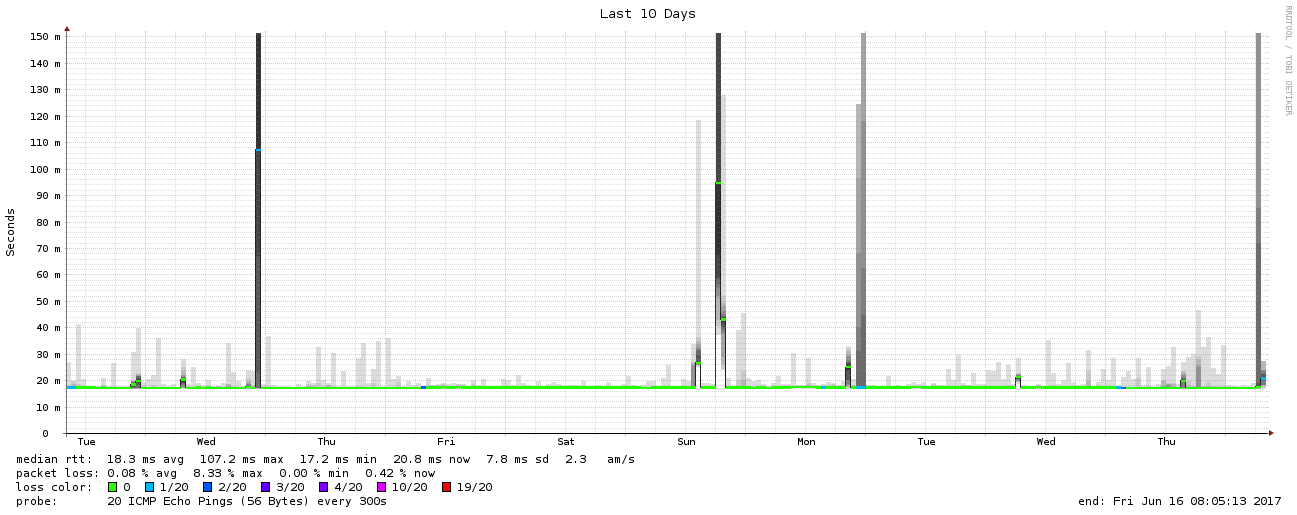 Last 10 Days
RRDTOOL / TOBI OETIKER
Seconds
150 m
140 m
130 m
120 m
110 m
100 m
90 m
80 m
70 m
60 m
50 m
40 m
30 m
20 m
10 m
0
Tue Wed Thu Fri Sat Sun Mon Tue Wed Thu
median rtt: 18.3 ms avg 107.2 ms max 17.2 ms min 20.8 ms now 7.8 ms sd 2.3 am/s
packet loss: 0.08 % avg 8.33 % max 0.00 % min 0.42 % now
loss color: 0 1/20 2/20 3/20 4/20 10/20 19/20
probe: 20 ICMP Echo Pings (56 Bytes) every 300s end: Fri Jun 16 08:05:13 2017